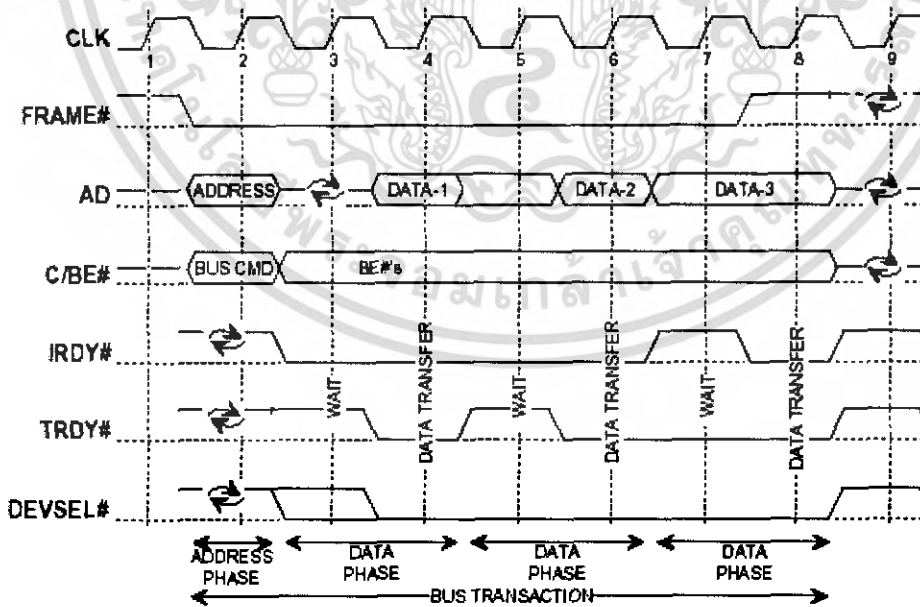 CLK
1 2 3 4 5 6 7 8 9
FRAME#
AD
ADDRESS DATA-1 DATA-2 DATA-3
C/BE#
BUS CMD BE#'s
IRDY#
TRDY#
WAIT DATA TRANSFER WAIT DATA TRANSFER WAIT DATA TRANSFER
DEVSEL#
ADDRESS PHASE DATA PHASE DATA PHASE DATA PHASE
BUS TRANSACTION